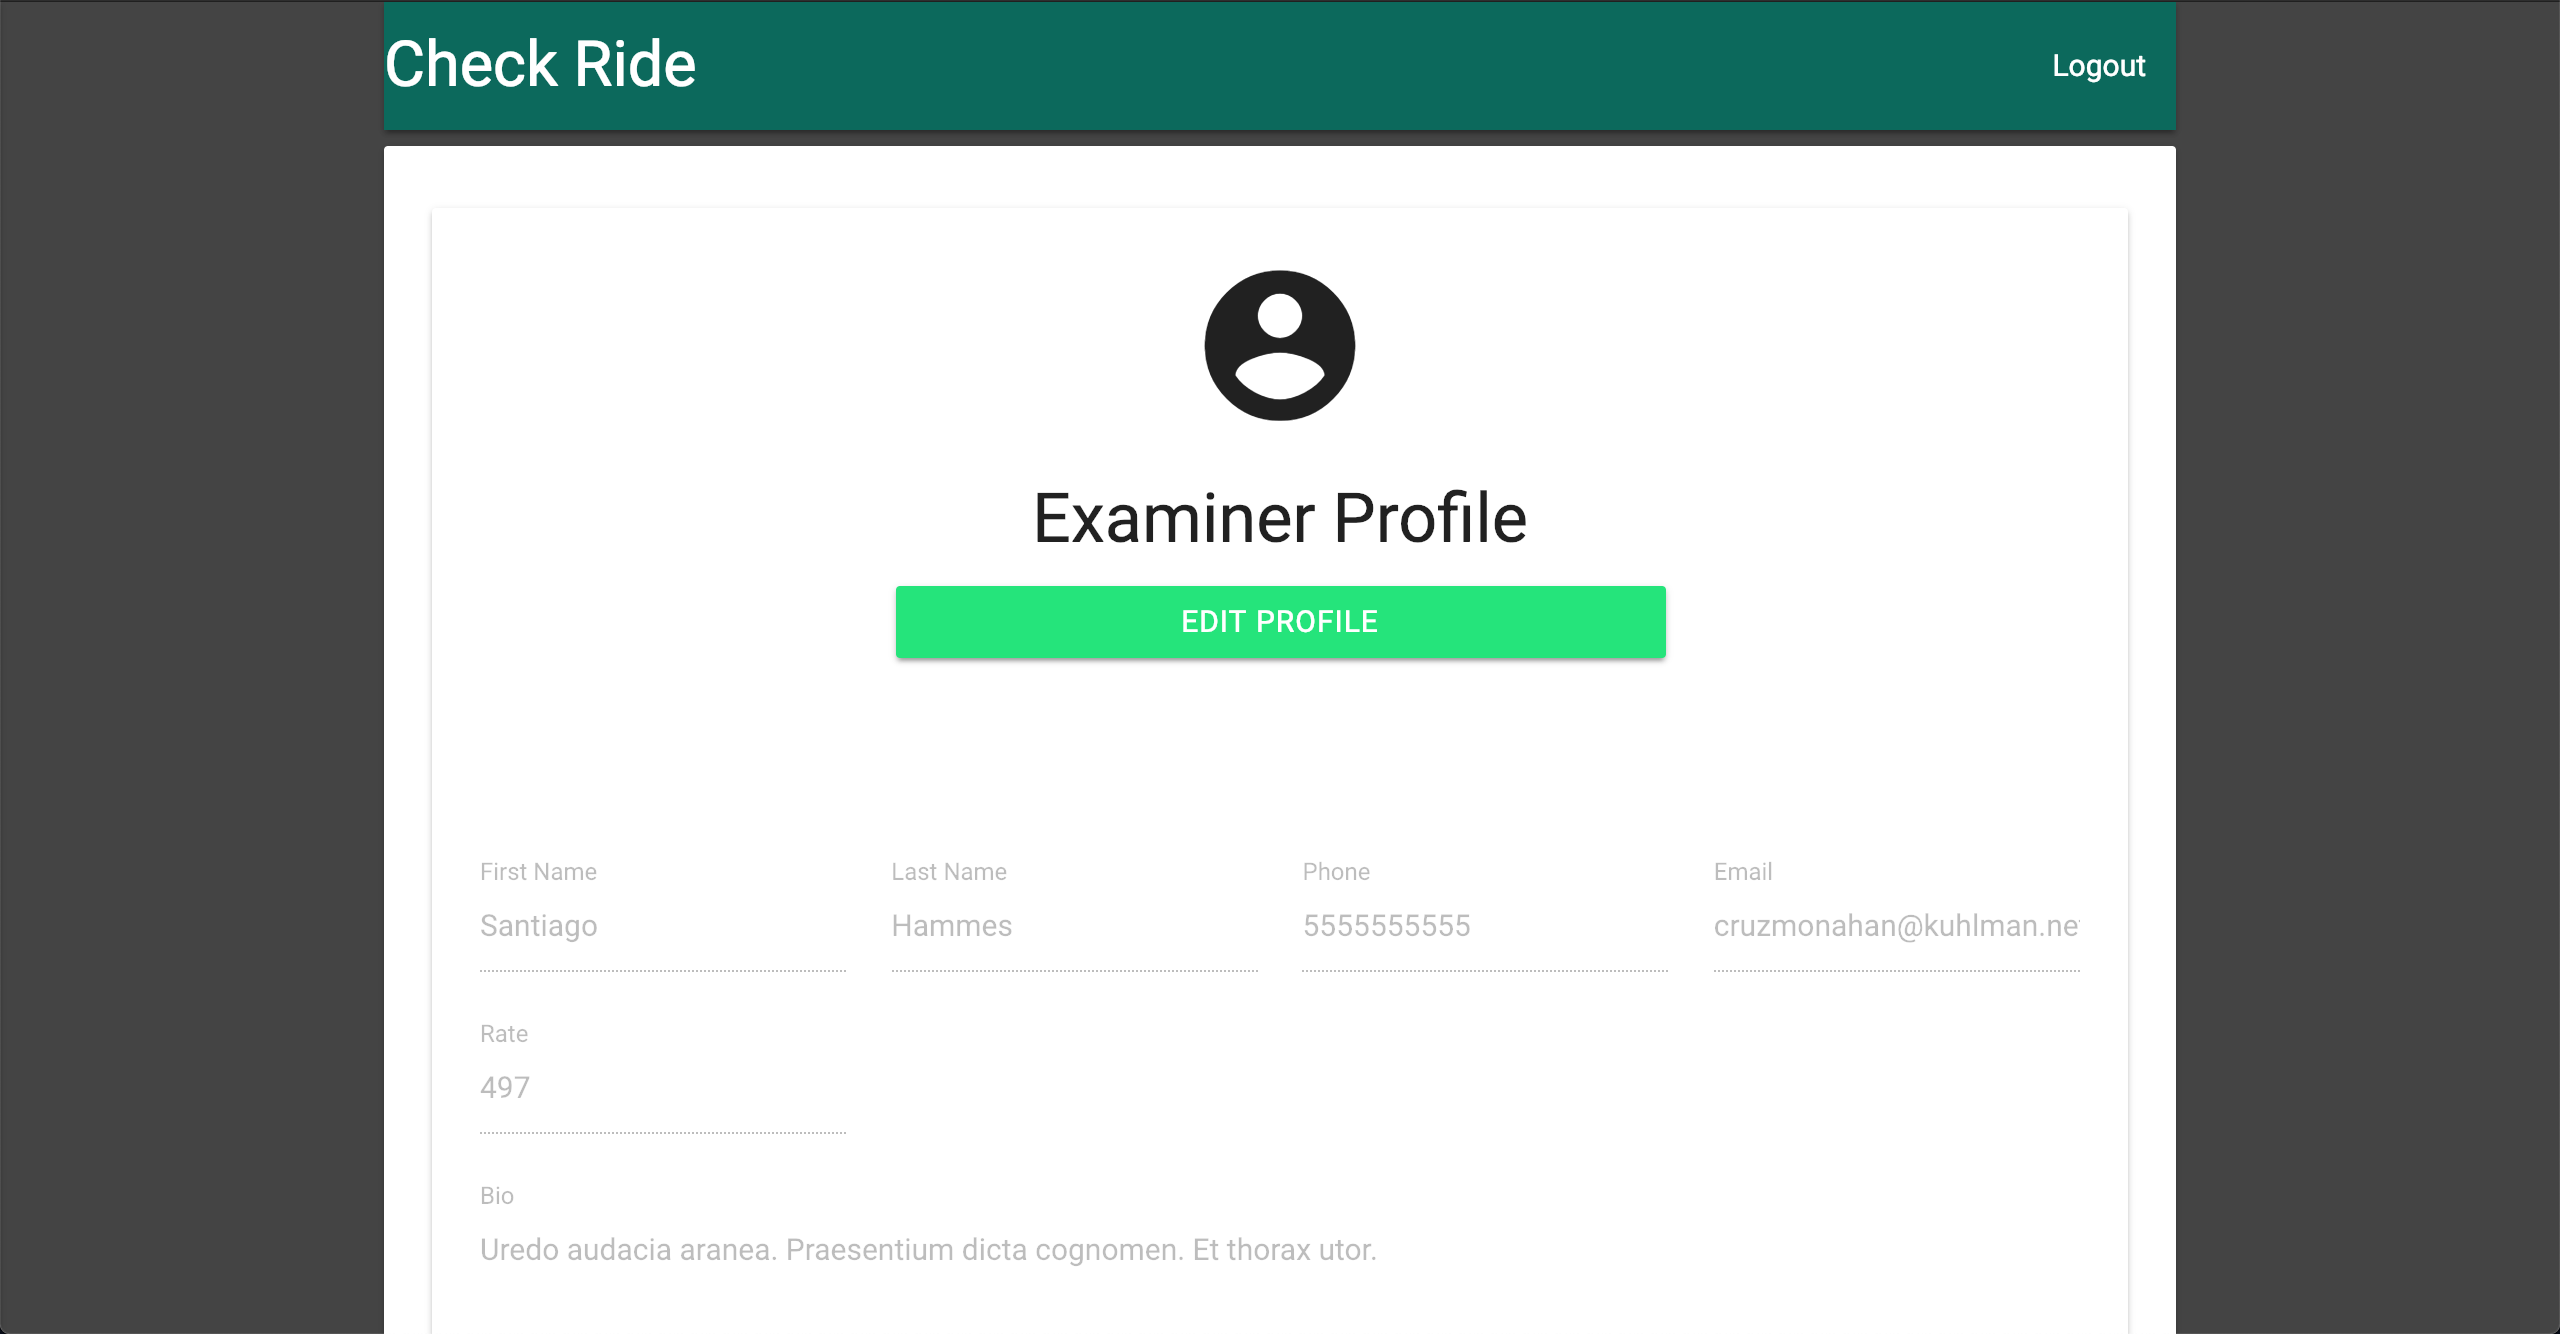 Check Ride
Logout
Examiner Profile
EDIT PROFILE
First Name
Last Name
Phone
Email
Santiago
Hammes
5555555555
cruzmonahan@kuhlman.net
Rate
497
Bio
Uredo audacia aranea. Praesentium dicta cognomen. Et thorax utor.